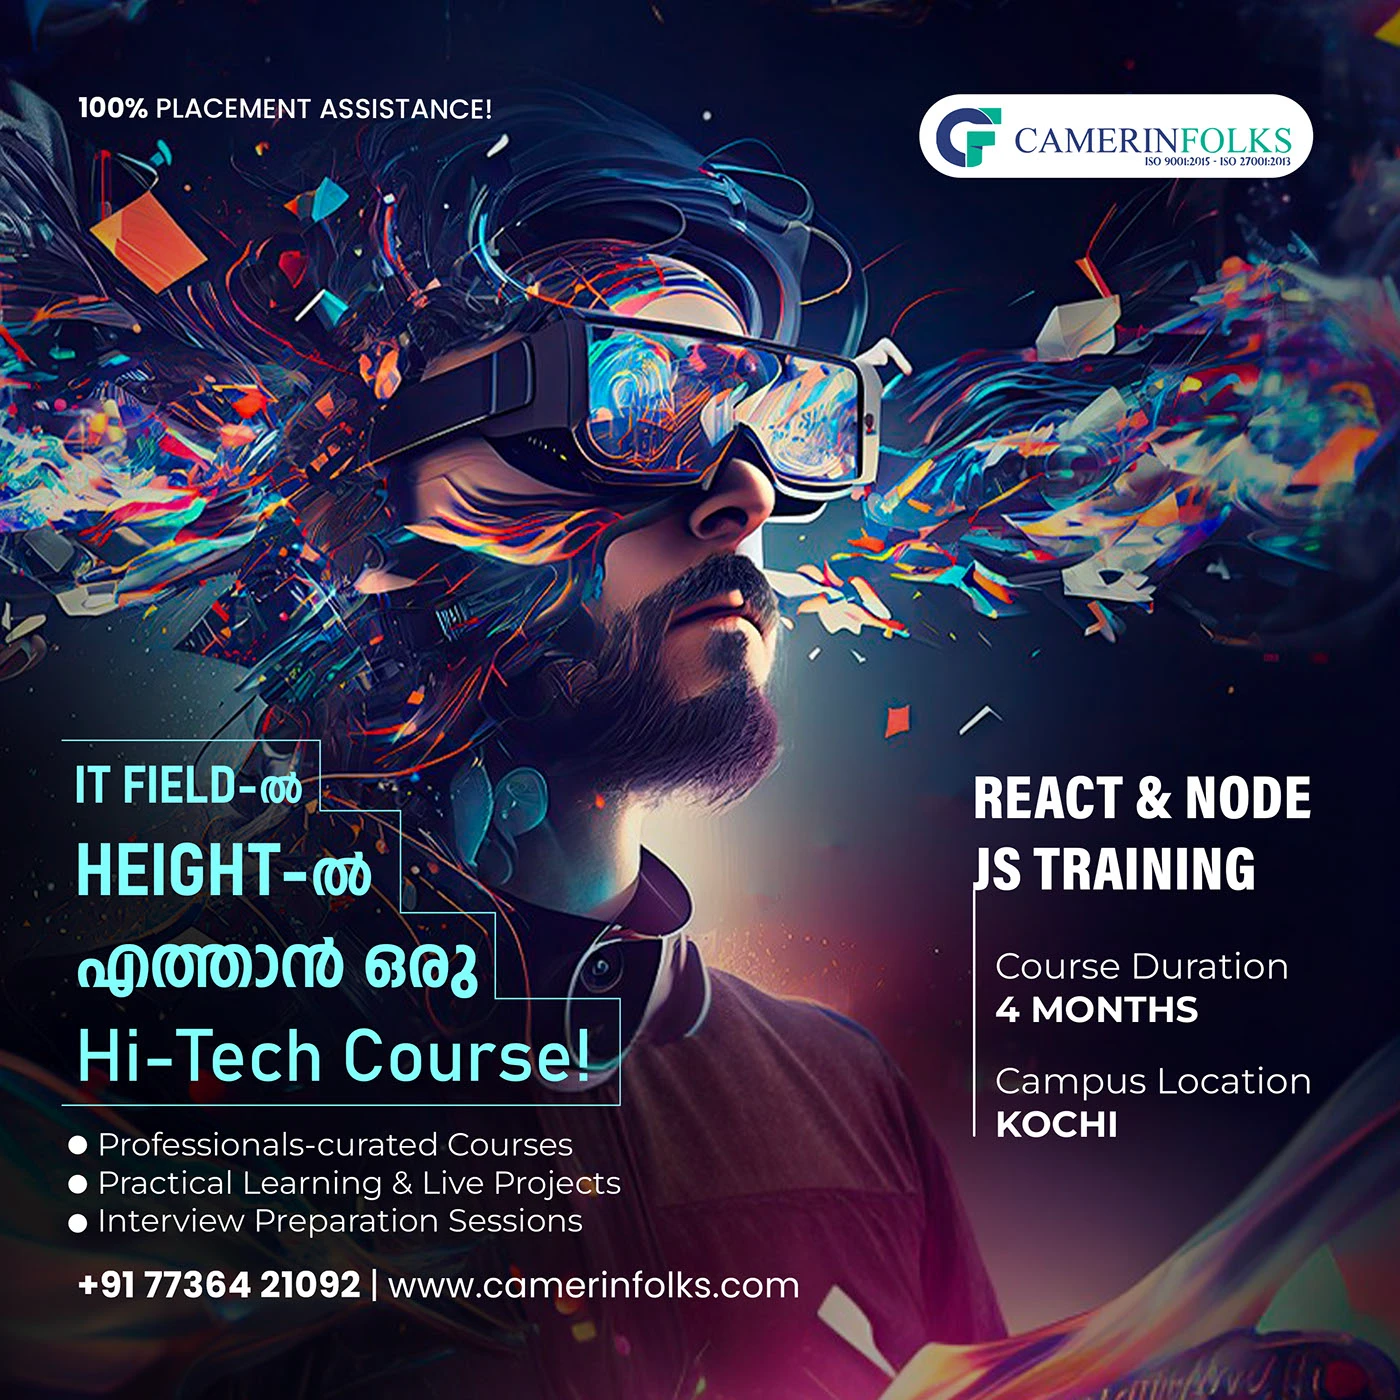 100% PLACEMENT ASSISTANCE!
CAMERINFOLKS
ISO 9001:2015 - ISO 27001:2013
IT FIELD-ൽ
HEIGHT-ൽ
എത്താൻ ഒരു
Hi-Tech Course!
Professionals-curated Courses
Practical Learning & Live Projects
Interview Preparation Sessions
+91 77364 21092 | www.camerinfolks.com
REACT & NODE
JS TRAINING
Course Duration
4 MONTHS
Campus Location
KOCHI